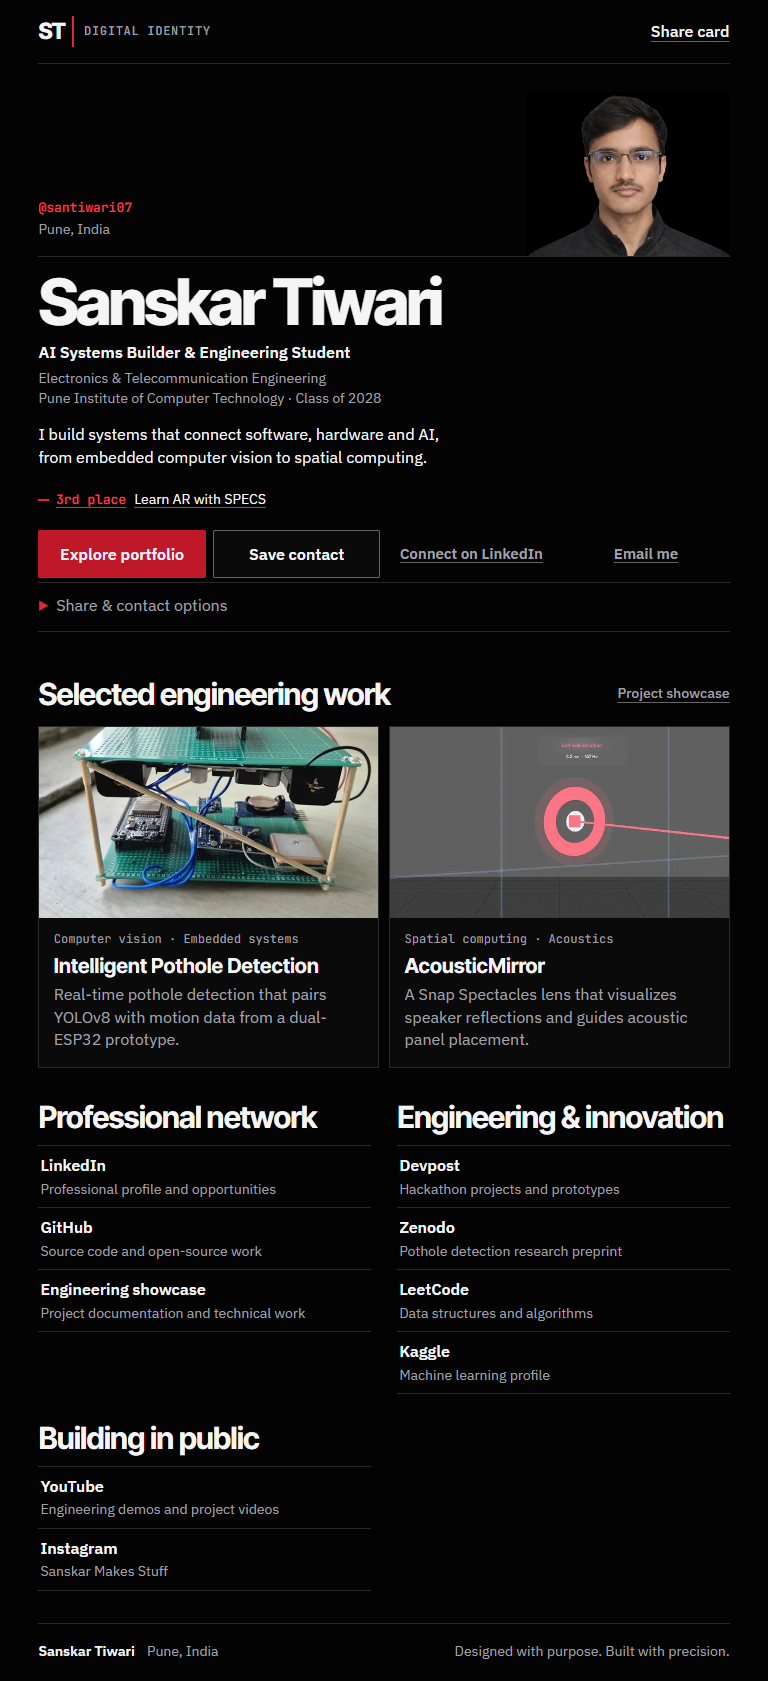 ST DIGITAL IDENTITY
Share card
@santiwari07
Pune, India
Sanskar Tiwari
AI Systems Builder & Engineering Student
Electronics & Telecommunication Engineering
Pune Institute of Computer Technology · Class of 2028
I build systems that connect software, hardware and AI,
from embedded computer vision to spatial computing.
— 3rd place Learn AR with SPECS
Explore portfolio
Save contact
Connect on LinkedIn
Email me
Share & contact options
Selected engineering work
Project showcase
Computer vision · Embedded systems
Intelligent Pothole Detection
Real-time pothole detection that pairs
YOLOv8 with motion data from a dual-
ESP32 prototype.
Spatial computing · Acoustics
AcousticMirror
A Snap Spectacles lens that visualizes
speaker reflections and guides acoustic
panel placement.
Professional network
LinkedIn
Professional profile and opportunities
GitHub
Source code and open-source work
Engineering showcase
Project documentation and technical work
Engineering & innovation
Devpost
Hackathon projects and prototypes
Zenodo
Pothole detection research preprint
LeetCode
Data structures and algorithms
Kaggle
Machine learning profile
Building in public
YouTube
Engineering demos and project videos
Instagram
Sanskar Makes Stuff
Sanskar Tiwari Pune, India
Designed with purpose. Built with precision.